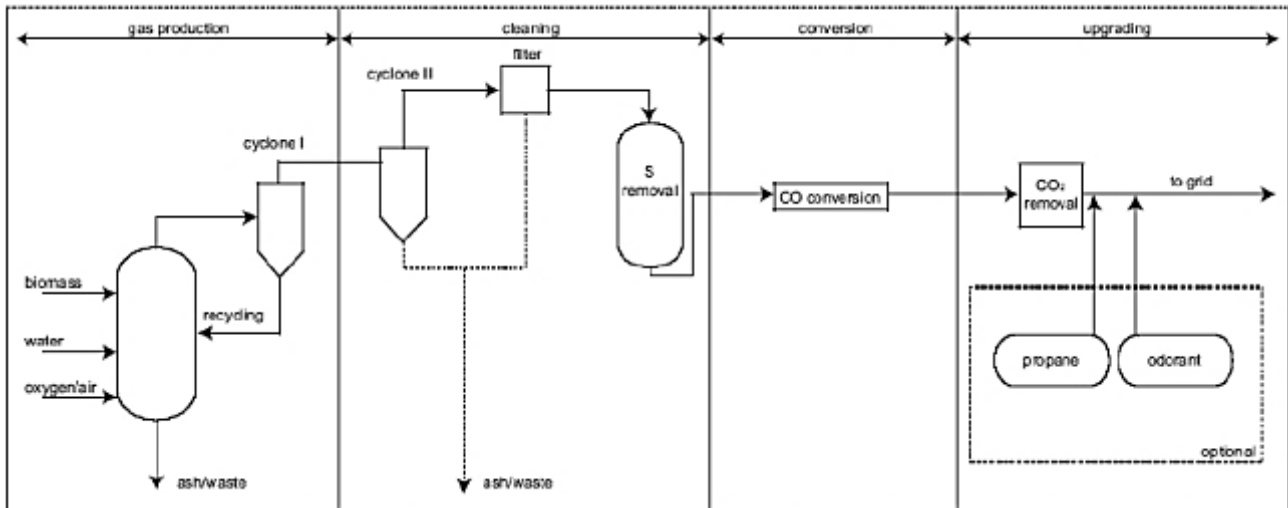 gas production
cleaning
conversion
upgrading
filter
cyclone III
cyclone I
S
removal
CO conversion
CO₂
removal
to grid
biomass
recycling
water
oxygen/air
propane
odorant
optional
ash/waste
ash/waste